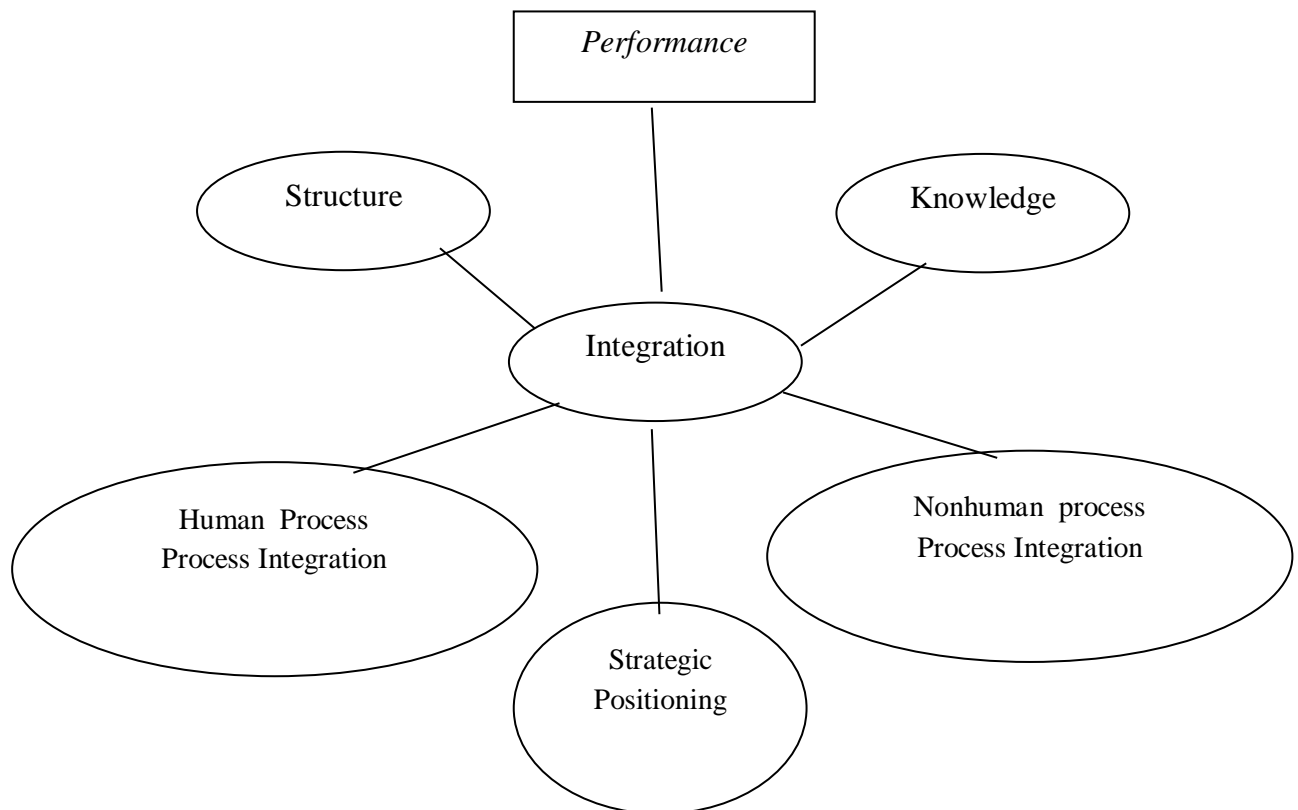 Performance
Structure
Knowledge
Integration
Human Process
Process Integration
Nonhuman process
Process Integration
Strategic
Positioning